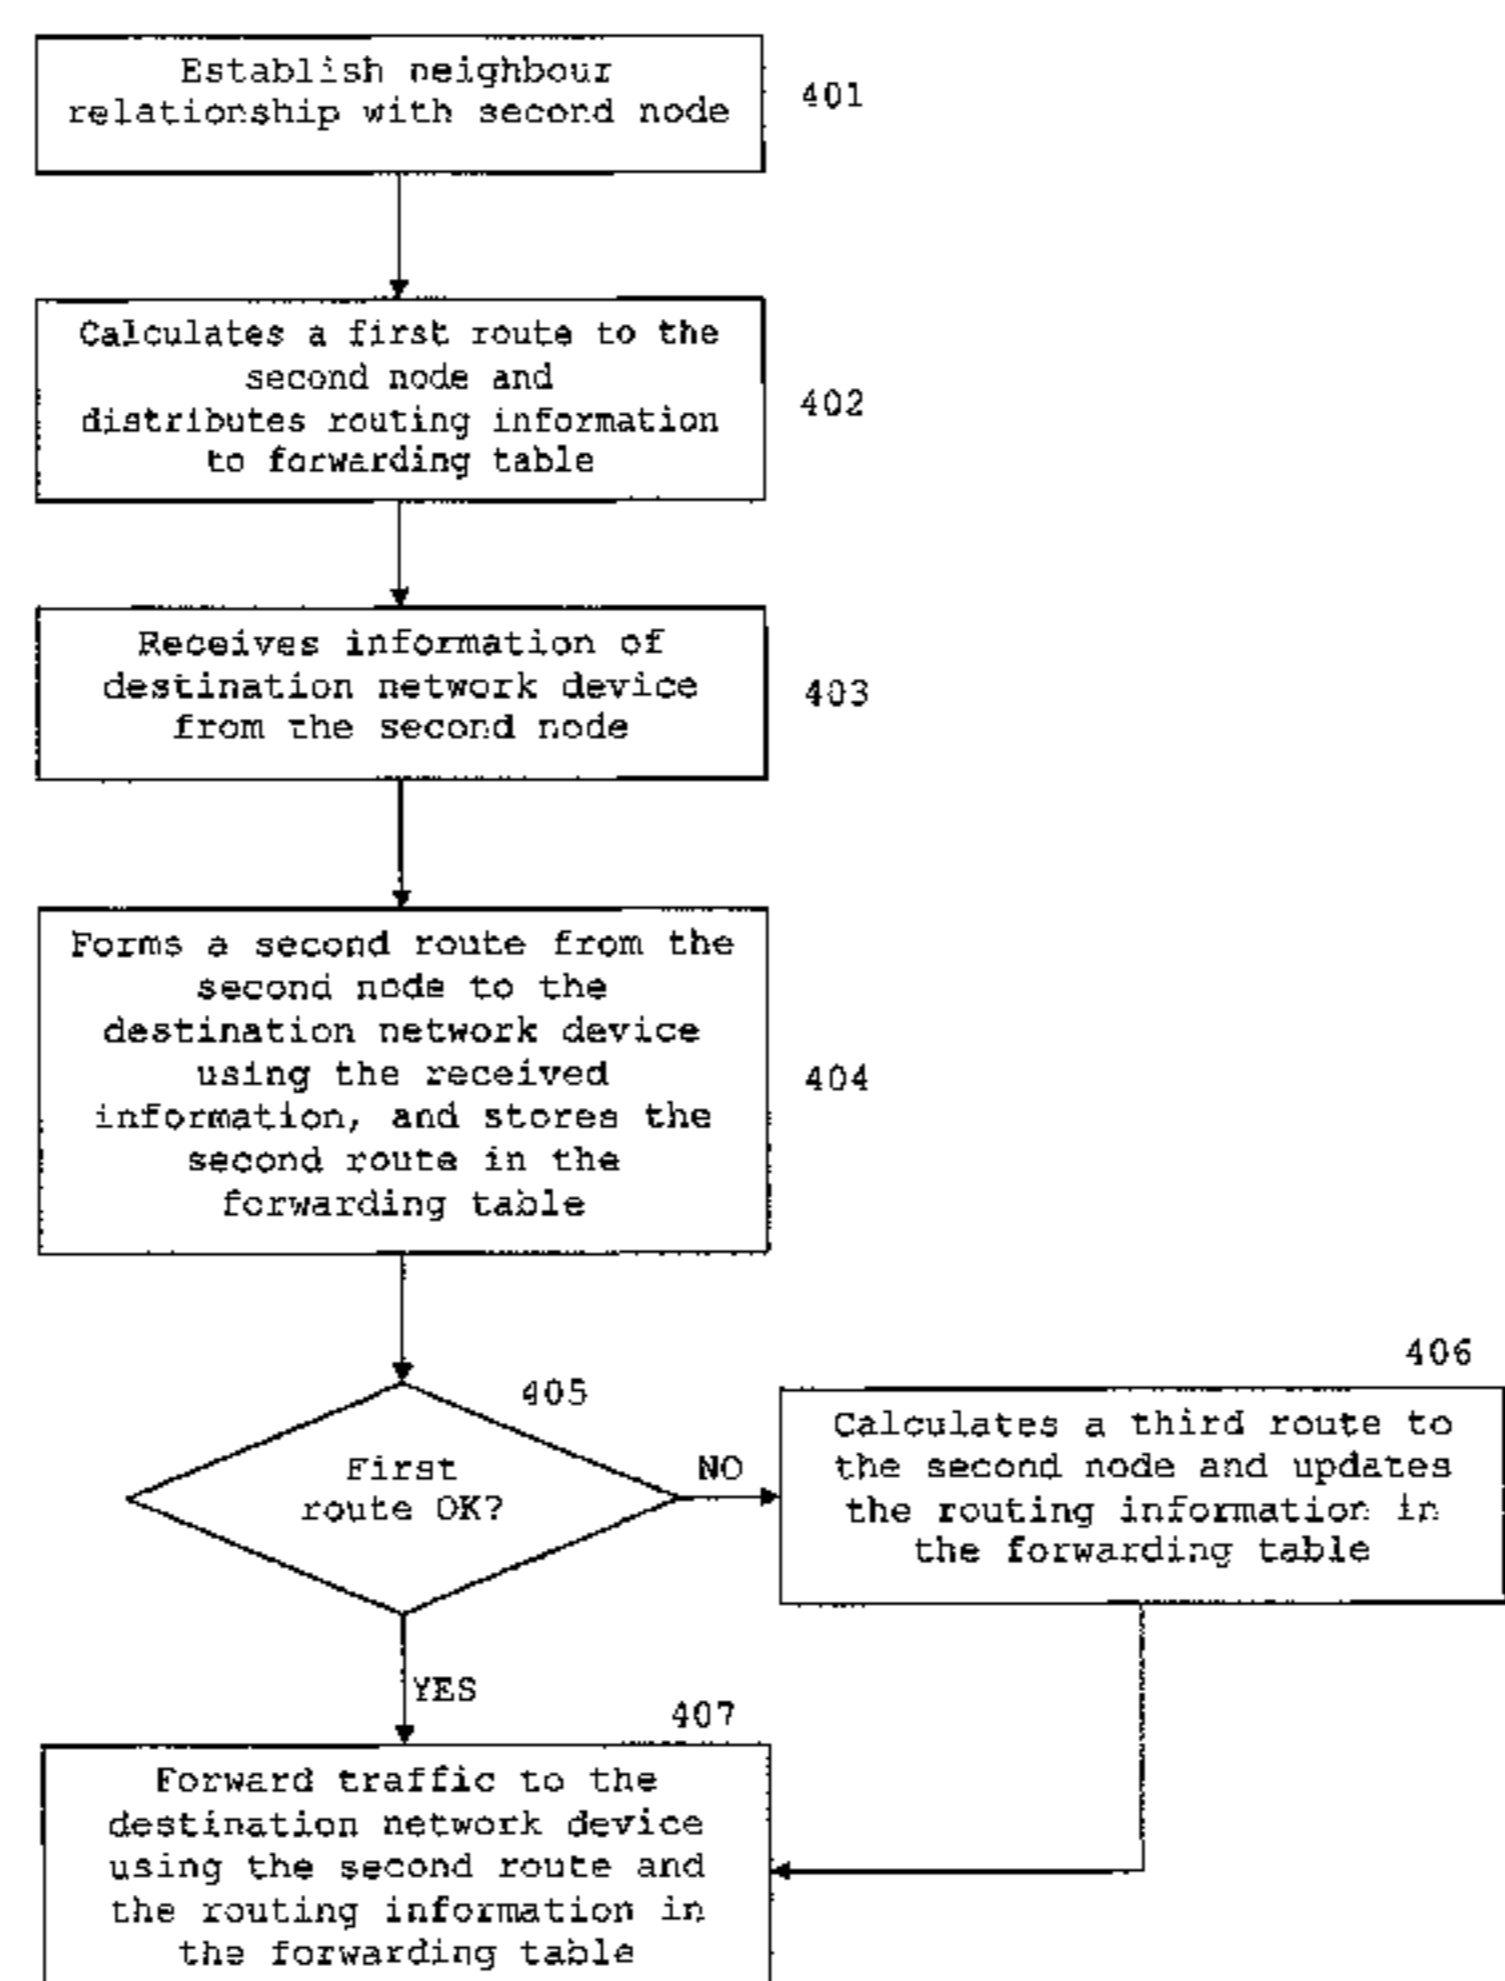 Establish neighbour
relationship with second node
401
Calculates a first route to the
second node and
distributes routing information
to forwarding table
402
Receives information of
destination network device
from the second node
403
Forms a second route from the
second node to the
destination network device
using the received
information, and stores the
second route in the
forwarding table
404
405
First
route OK?
NO
406
Calculates a third route to
the second node and updates
the routing information in
the forwarding table
YES
407
Forward traffic to the
destination network device
using the second route and
the routing information in
the forwarding table